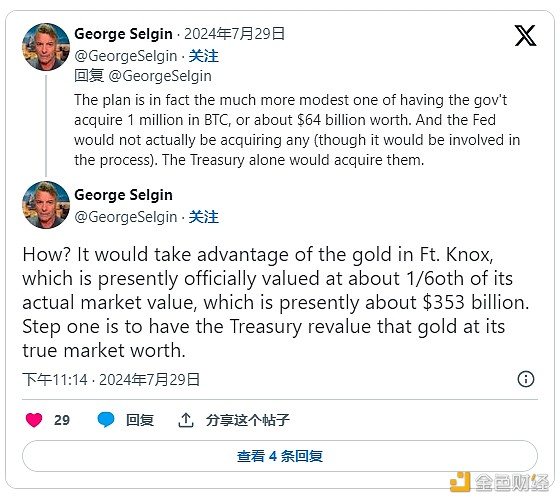 George Selgin · 2024年7月29日
@GeorgeSelgin · 关注
回复 @GeorgeSelgin
The plan is in fact the much more modest one of having the gov't
acquire 1 million in BTC, or about $64 billion worth. And the Fed
would not actually be acquiring any (though it would be involved in
the process). The Treasury alone would acquire them.
George Selgin
@GeorgeSelgin · 关注
How? It would take advantage of the gold in Ft. Knox,
which is presently officially valued at about 1/6oth of its
actual market value, which is presently about $353 billion.
Step one is to have the Treasury revalue that gold at its
true market worth.
下午11:14 · 2024年7月29日
29 回复 分享这个帖子
查看 4 条回复
金色财经